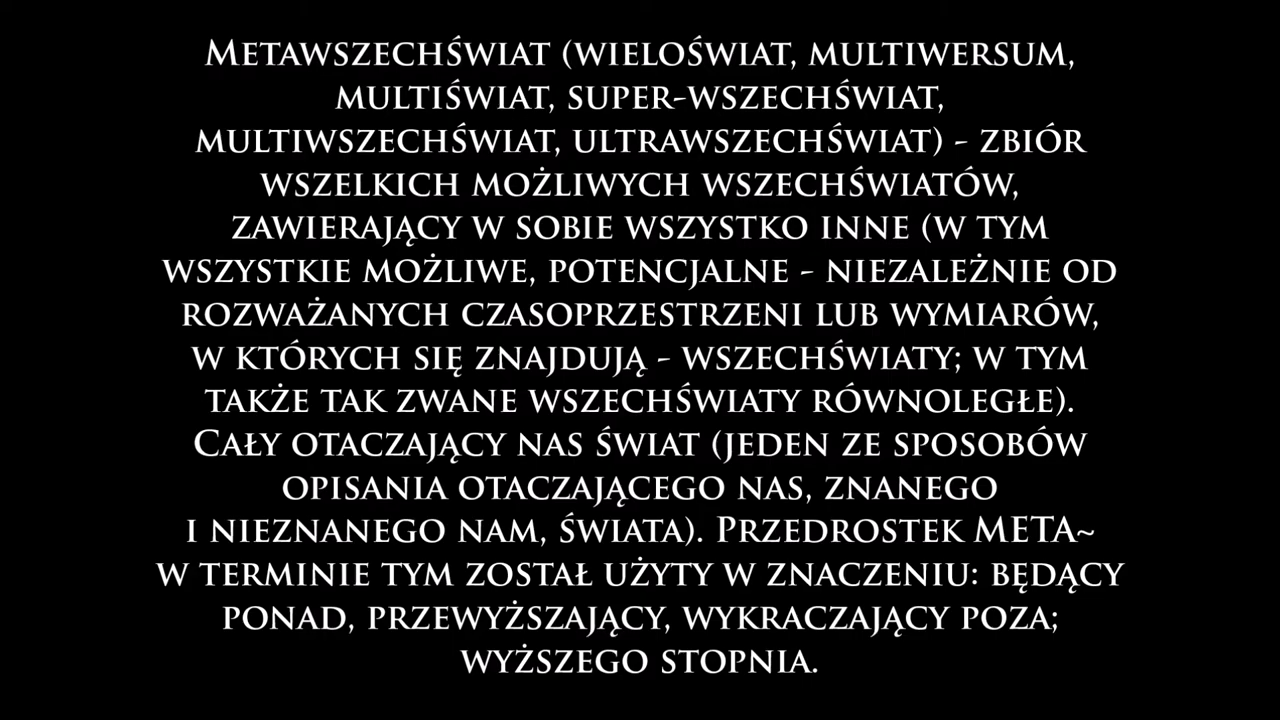 Metawszechświat (wieloświat, multiwersum,
multiświat, super-wszechświat,
multiwszechświat, ultrawszechświat) - zbiór
wszelkich możliwych wszechświatów,
zawierający w sobie wszystko inne (w tym
wszystkie możliwe, potencjalne - niezależnie od
rozważanych czasoprzestrzeni lub wymiarów,
w których się znajdują - wszechświaty; w tym
także tak zwane wszechświaty równoległe).
Cały otaczający nas świat (jeden ze sposobów
opisania otaczającego nas, znanego
i nieznanego nam, świata). Przedrostek META~
w terminie tym został użyty w znaczeniu: będący
ponad, przewyższający, wykraczający poza;
wyższego stopnia.